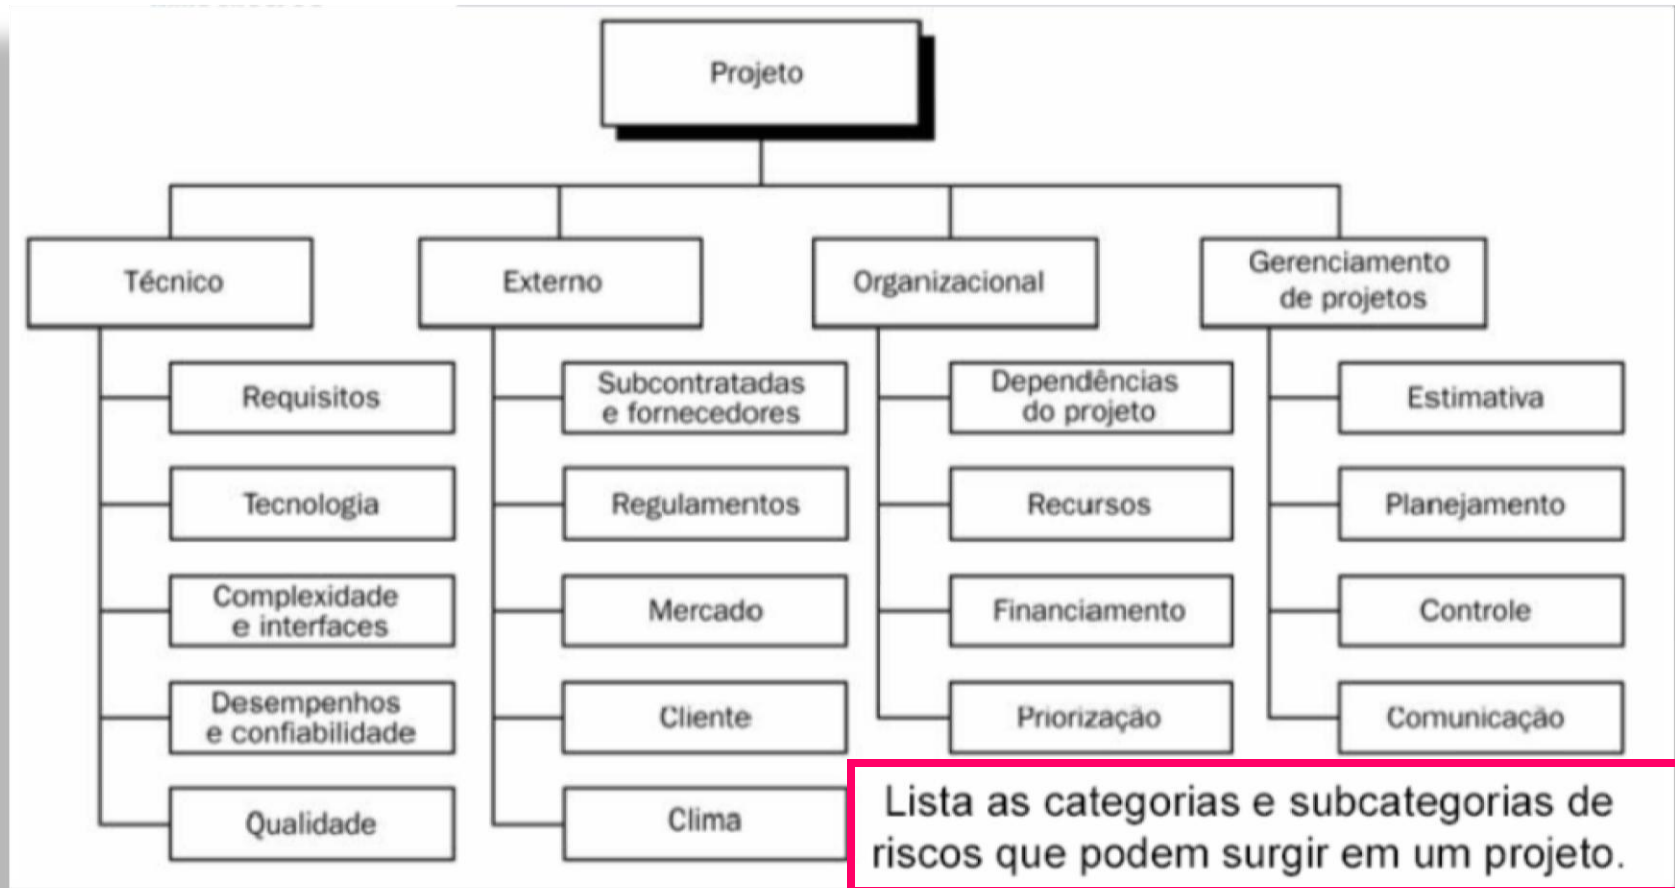 Projeto
Técnico
Externo
Organizacional
Gerenciamento
de projetos
Requisitos
Tecnologia
Complexidade
e interfaces
Desempenhos
e confiabilidade
Qualidade
Subcontratadas
e fornecedores
Regulamentos
Mercado
Cliente
Clima
Dependências
do projeto
Recursos
Financiamento
Priorização
Estimativa
Planejamento
Controle
Comunicação
Lista as categorias e subcategorias de
riscos que podem surgir em um projeto.